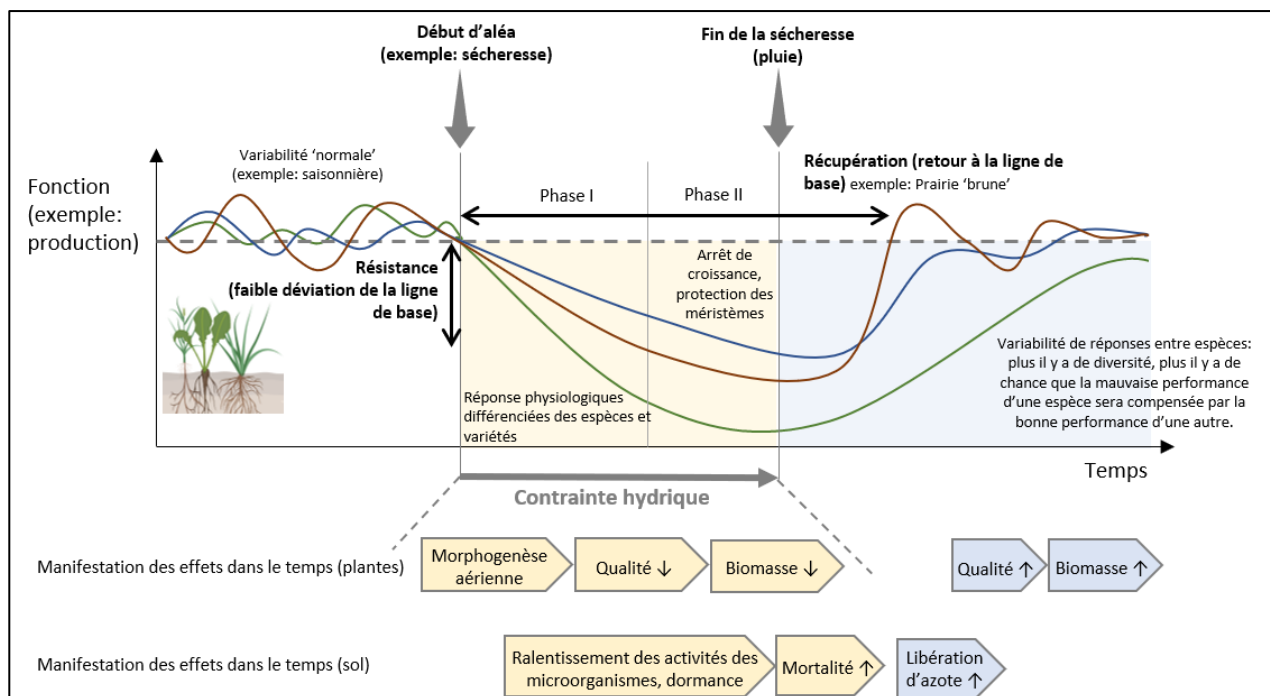 Début d'aléa
(exemple: sécheresse)
Fin de la sécheresse
(pluie)
Variabilité 'normale'
(exemple: saisonnière)
Fonction
(exemple:
production)
Phase I
Phase II
Récupération (retour à la ligne de
base) exemple: Prairie 'brune'
Résistance
(faible déviation de la ligne
de base)
Arrêt de
croissance,
protection des
méristèmes
Réponse physiologiques
différenciées des espèces et
variétés
Variabilité de réponses entre espèces:
plus il y a de diversité, plus il y a de
chance que la mauvaise performance
d'une espèce sera compensée par la
bonne performance d'une autre.
Temps
Contrainte hydrique
Manifestation des effets dans le temps (plantes)
Morphogenèse
aérienne
Qualité ↓
Biomasse ↓
Qualité ↑
Biomasse ↑
Manifestation des effets dans le temps (sol)
Ralentissement des activités des
microorganismes, dormance
Mortalité ↑
Libération
d'azote ↑